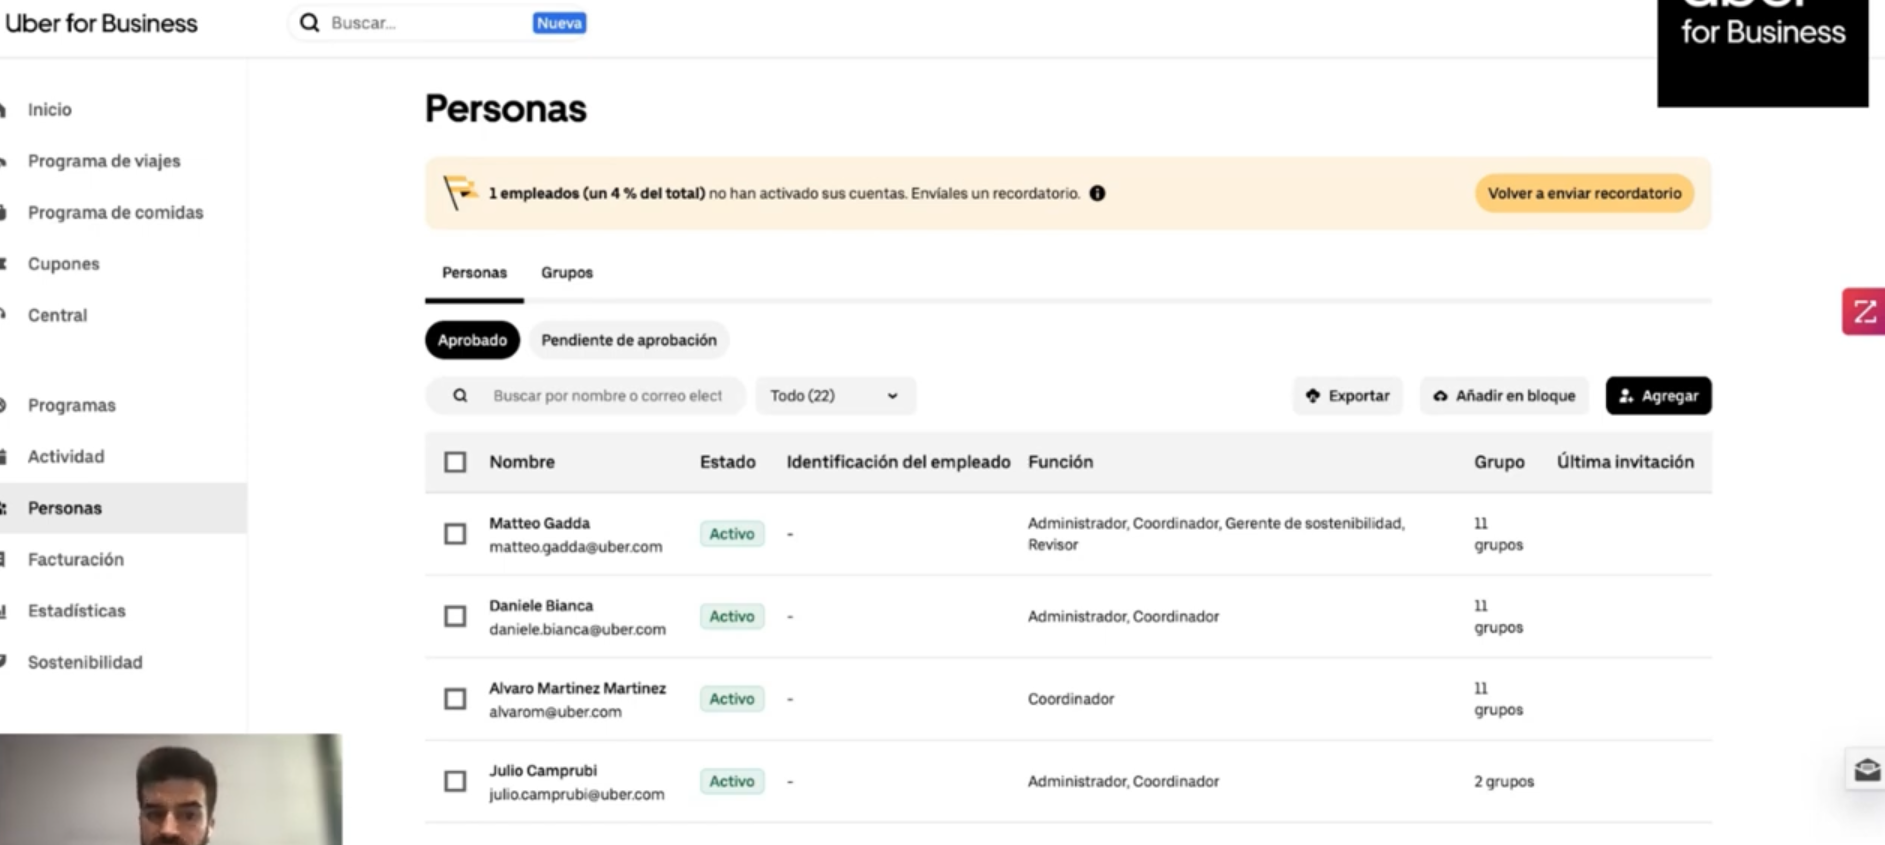 Uber for Business
Buscar...
Nueva
for Business
Inicio
Programa de viajes
Programa de comidas
Cupones
Central
Programas
Actividad
Personas
Facturación
Estadísticas
Sostenibilidad
Personas
1 empleados (un 4 % del total) no han activado sus cuentas. Envíales un recordatorio.
Volver a enviar recordatorio
Personas
Grupos
Aprobado
Pendiente de aprobación
Buscar por nombre o correo elect
Todo (22)
Exportar
Añadir en bloque
Agregar
Nombre
Estado
Identificación del empleado
Función
Grupo
Última invitación
Matteo Gadda
matteo.gadda@uber.com
Activo
-
Administrador, Coordinador, Gerente de sostenibilidad,
Revisor
11
grupos
Daniele Bianca
daniele.bianca@uber.com
Activo
-
Administrador, Coordinador
11
grupos
Alvaro Martinez Martinez
alvarom@uber.com
Activo
-
Coordinador
11
grupos
Julio Camprubi
julio.camprubi@uber.com
Activo
-
Administrador, Coordinador
2 grupos